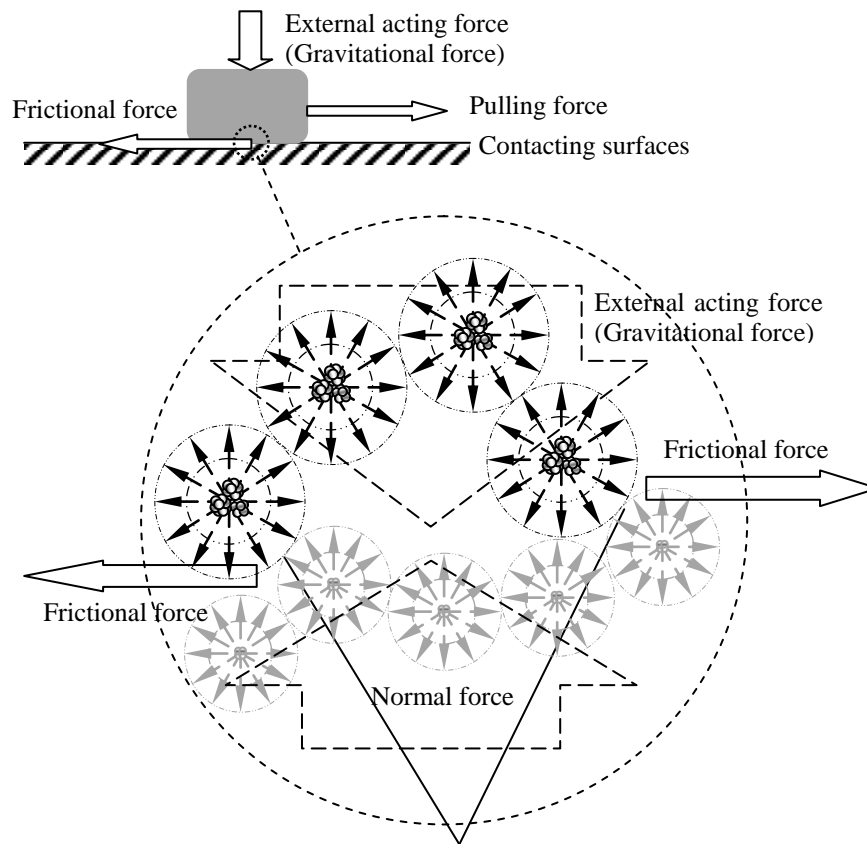 External acting force
(Gravitational force)
Frictional force
Pulling force
Contacting surfaces
External acting force
(Gravitational force)
Frictional force
Frictional force
Normal force